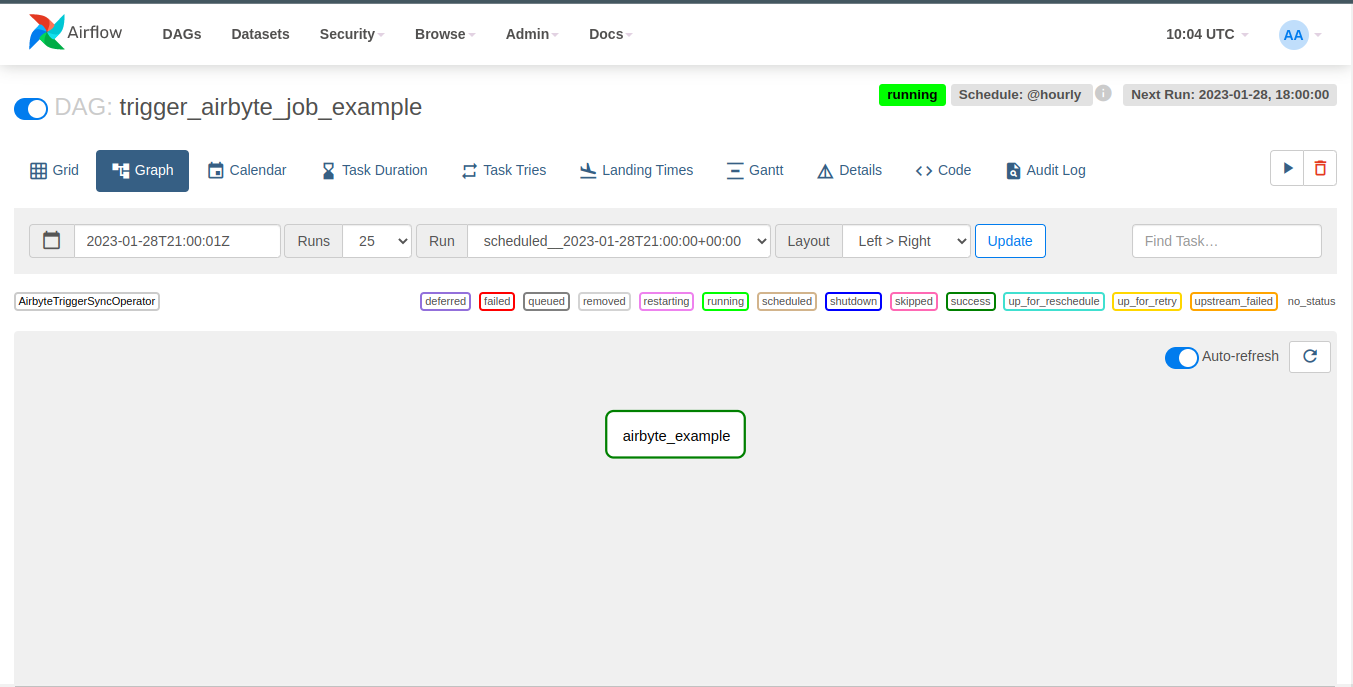 Airflow DAGs Datasets Security Browse Admin Docs 10:04 UTC AA
DAG: trigger_airbyte_job_example running Schedule: @hourly i Next Run: 2023-01-28, 18:00:00
Grid Graph Calendar Task Duration Task Tries Landing Times Gantt Details Code Audit Log
2023-01-28T21:00:01Z Runs 25 Run scheduled__2023-01-28T21:00:00+00:00 Layout Left > Right Update Find Task…
AirbyteTriggerSyncOperator deferred failed queued removed restarting running scheduled shutdown skipped success up_for_reschedule up_for_retry upstream_failed no_status
Auto-refresh
airbyte_example